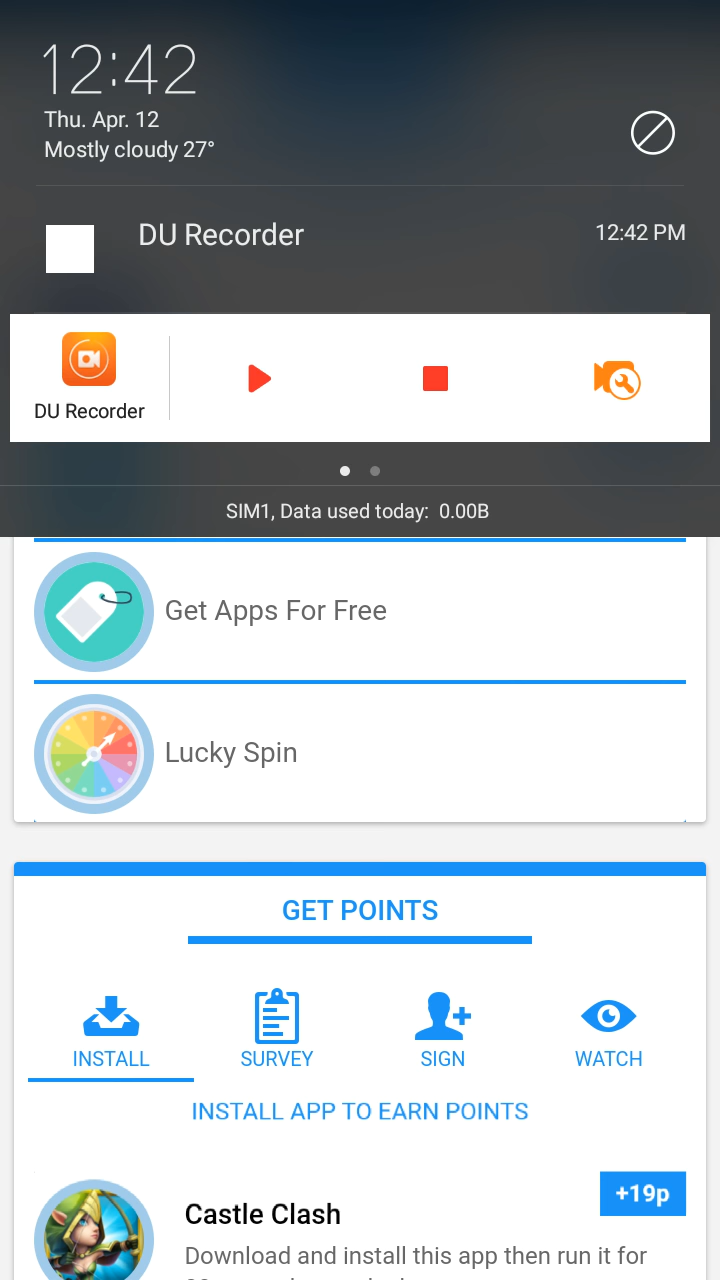 12:42
Thu. Apr. 12
Mostly cloudy 27°
DU Recorder
12:42 PM
DU Recorder
SIM1, Data used today: 0.00B
Get Apps For Free
Lucky Spin
GET POINTS
INSTALL
SURVEY
SIGN
WATCH
INSTALL APP TO EARN POINTS
+19p
Castle Clash
Download and install this app then run it for